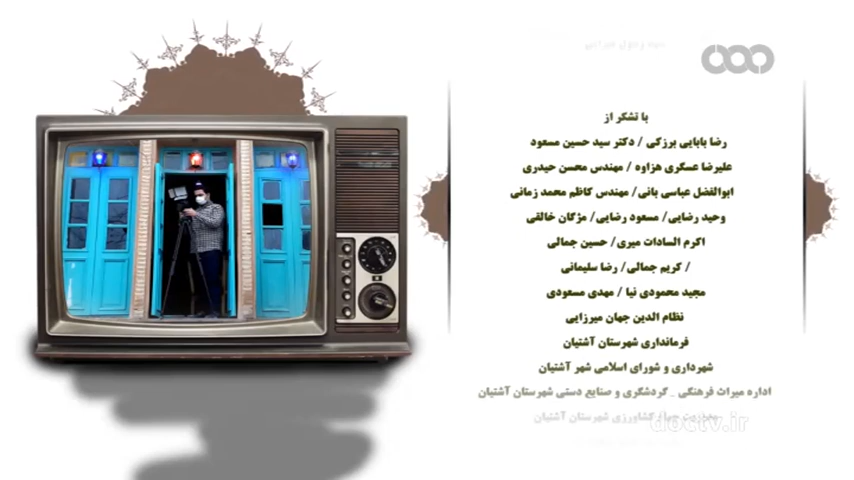 با تشکر از
رضا بابایی برزکی / دکتر سید حسین مسعود
علیرضا عسگری هزاوه / مهندس محسن حیدری
ابوالفضل عباسی یانی / مهندس کاظم محمد زمانی
وحید رضایی / مسعود رضایی / مژگان خالقی
اکرم السادات میری / حسین جمالی
/ کریم جمالی / رضا سلیمانی
مجید محمودی نیا / مهدی مسعودی
نظام الدین جهان میرزایی
فرمانداری شهرستان آشتیان
شهرداری و شورای اسلامی شهر آشتیان
اداره میراث فرهنگی _ گردشگری و صنایع دستی شهرستان آشتیان
کشاورزی شهرستان آشتیان
doctv.ir